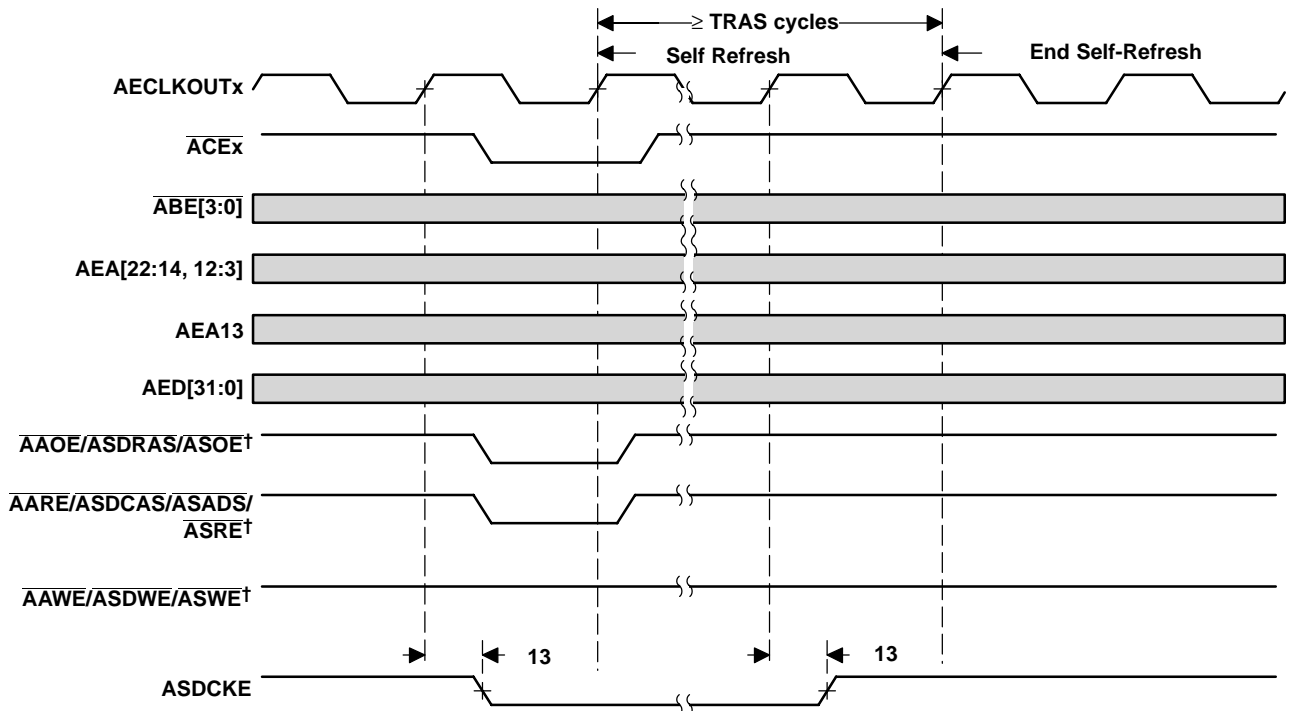 ≥ TRAS cycles
Self Refresh
End Self-Refresh
AECLKOUTx
ACEx
ABE[3:0]
AEA[22:14, 12:3]
AEA13
AED[31:0]
AAOE/ASDRAS/ASOE†
AARE/ASDCAS/ASADS/
ASRE†
AAWE/ASDWE/ASWE†
13
13
ASDCKE